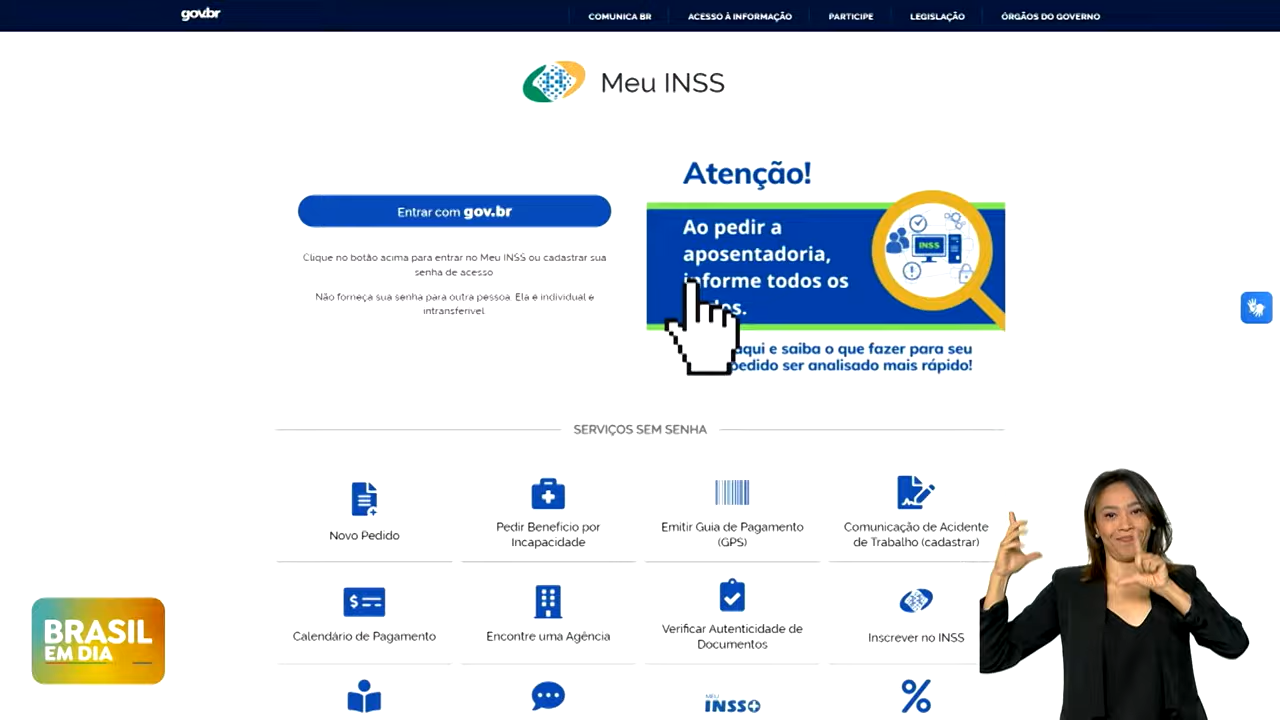 gov.br
COMUNICA BR
ACESSO À INFORMAÇÃO
PARTICIPE
LEGISLAÇÃO
ÓRGÃOS DO GOVERNO
Meu INSS
Entrar com gov.br
Clique no botão acima para entrar no Meu INSS ou cadastrar sua
senha de acesso
Não forneça sua senha para outra pessoa. Ela é individual e
intransferível
Atenção!
Ao pedir a
aposentadoria,
informe todos os
INSS
aqui e saiba o que fazer para seu
pedido ser analisado mais rápido!
SERVIÇOS SEM SENHA
Novo Pedido
Pedir Benefício por
Incapacidade
Emitir Guia de Pagamento
(GPS)
Comunicação de Acidente
de Trabalho (cadastrar)
Calendário de Pagamento
Encontre uma Agência
Verificar Autenticidade de
Documentos
Inscrever no INSS
MEU
INSS+
BRASIL
EM DIA